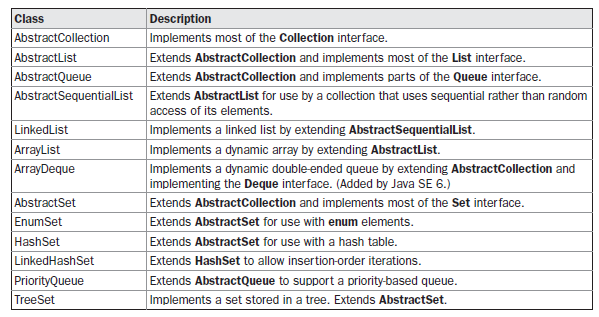 Class Description
AbstractCollection Implements most of the Collection interface.
AbstractList Extends AbstractCollection and implements most of the List interface.
AbstractQueue Extends AbstractCollection and implements parts of the Queue interface.
AbstractSequentialList Extends AbstractList for use by a collection that uses sequential rather than random
access of its elements.
LinkedList Implements a linked list by extending AbstractSequentialList.
ArrayList Implements a dynamic array by extending AbstractList.
ArrayDeque Implements a dynamic double-ended queue by extending AbstractCollection and
implementing the Deque interface. (Added by Java SE 6.)
AbstractSet Extends AbstractCollection and implements most of the Set interface.
EnumSet Extends AbstractSet for use with enum elements.
HashSet Extends AbstractSet for use with a hash table.
LinkedHashSet Extends HashSet to allow insertion-order iterations.
PriorityQueue Extends AbstractQueue to support a priority-based queue.
TreeSet Implements a set stored in a tree. Extends AbstractSet.